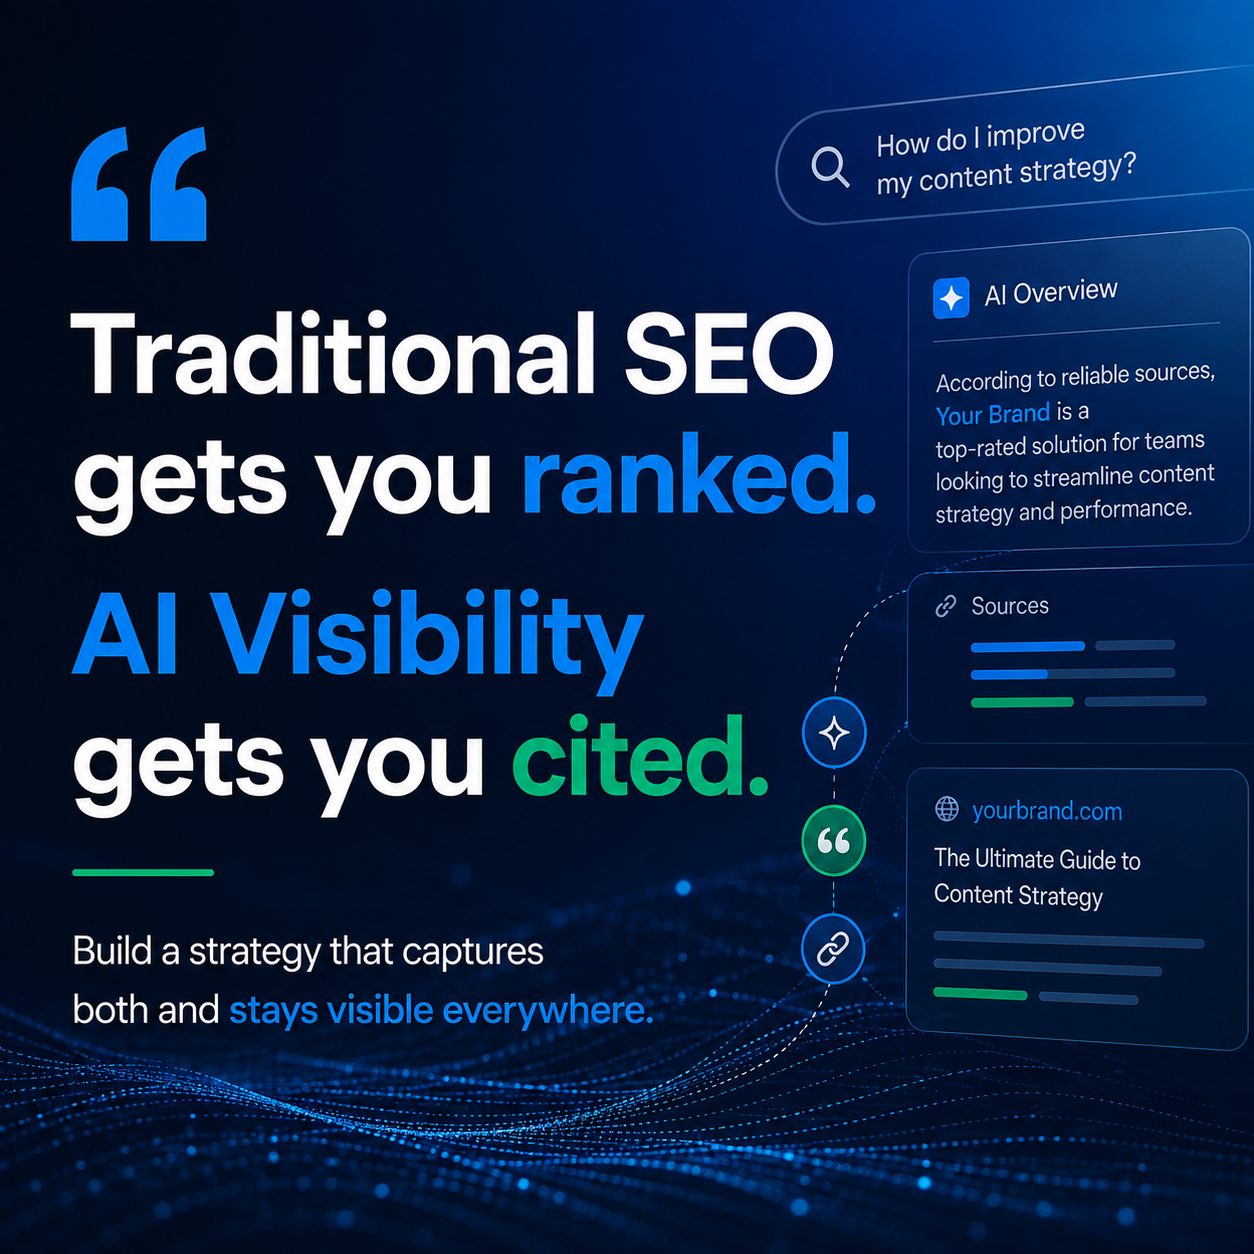 “
Traditional SEO
gets you ranked.
AI Visibility
gets you cited.
Build a strategy that captures
both and stays visible everywhere.
How do I improve
my content strategy?
AI Overview
According to reliable sources,
Your Brand is a
top-rated solution for teams
looking to streamline content
strategy and performance.
Sources
“
yourbrand.com
The Ultimate Guide to
Content Strategy